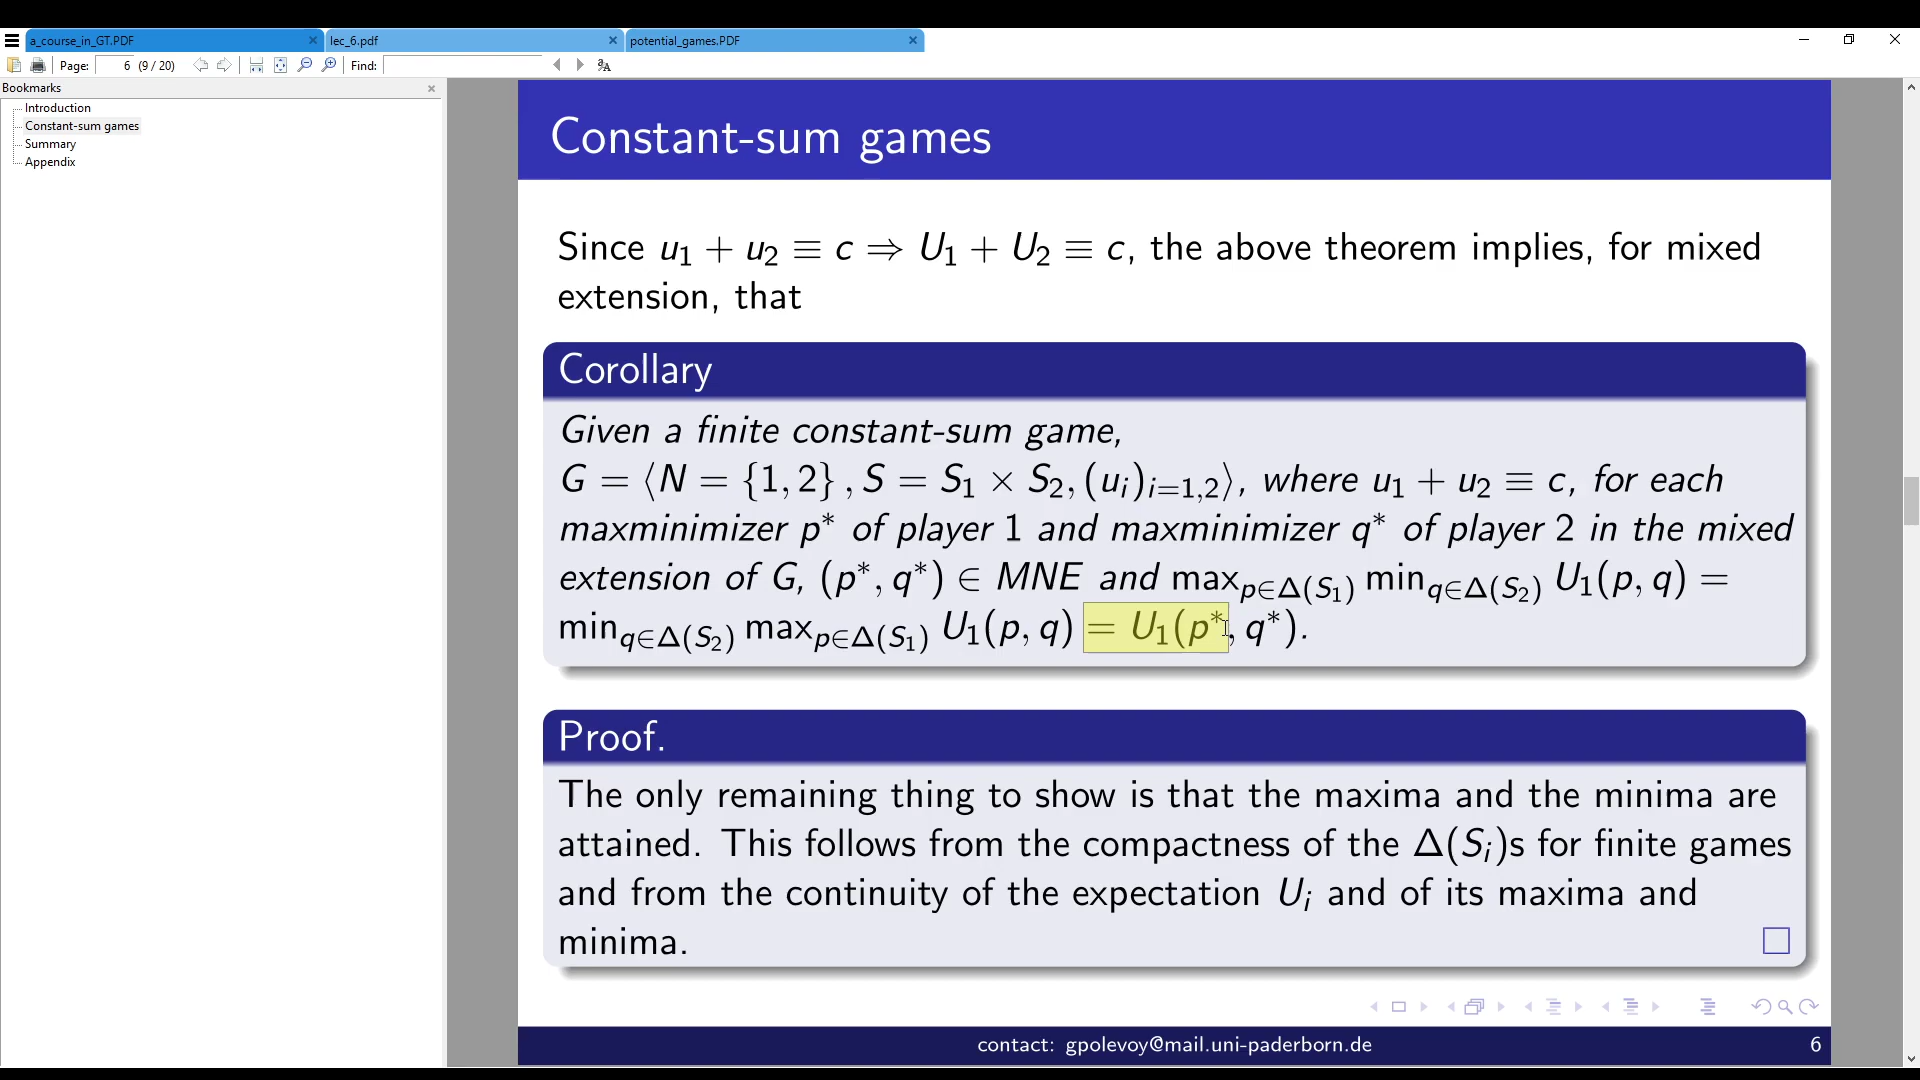 a_course_in_GT.PDF
lec_6.pdf
potential_games.PDF
Page: 6 (9 / 20) Find:
Bookmarks
Introduction
Constant-sum games
Summary
Appendix
Constant-sum games
Since u₁ + u₂ ≡ c ⇒ U₁ + U₂ ≡ c, the above theorem implies, for mixed
extension, that
Corollary
Given a finite constant-sum game,
G = ⟨N = {1, 2} , S = S₁ × S₂, (uᵢ)ᵢ₌₁,₂⟩, where u₁ + u₂ ≡ c, for each
maxminimizer p* of player 1 and maxminimizer q* of player 2 in the mixed
extension of G, (p*, q*) ∈ MNE and max_{p∈Δ(S₁)} min_{q∈Δ(S₂)} U₁(p, q) =
min_{q∈Δ(S₂)} max_{p∈Δ(S₁)} U₁(p, q) = U₁(p*, q*).
Proof.
The only remaining thing to show is that the maxima and the minima are
attained. This follows from the compactness of the Δ(Sᵢ)s for finite games
and from the continuity of the expectation Uᵢ and of its maxima and
minima.
contact: gpolevoy@mail.uni-paderborn.de 6